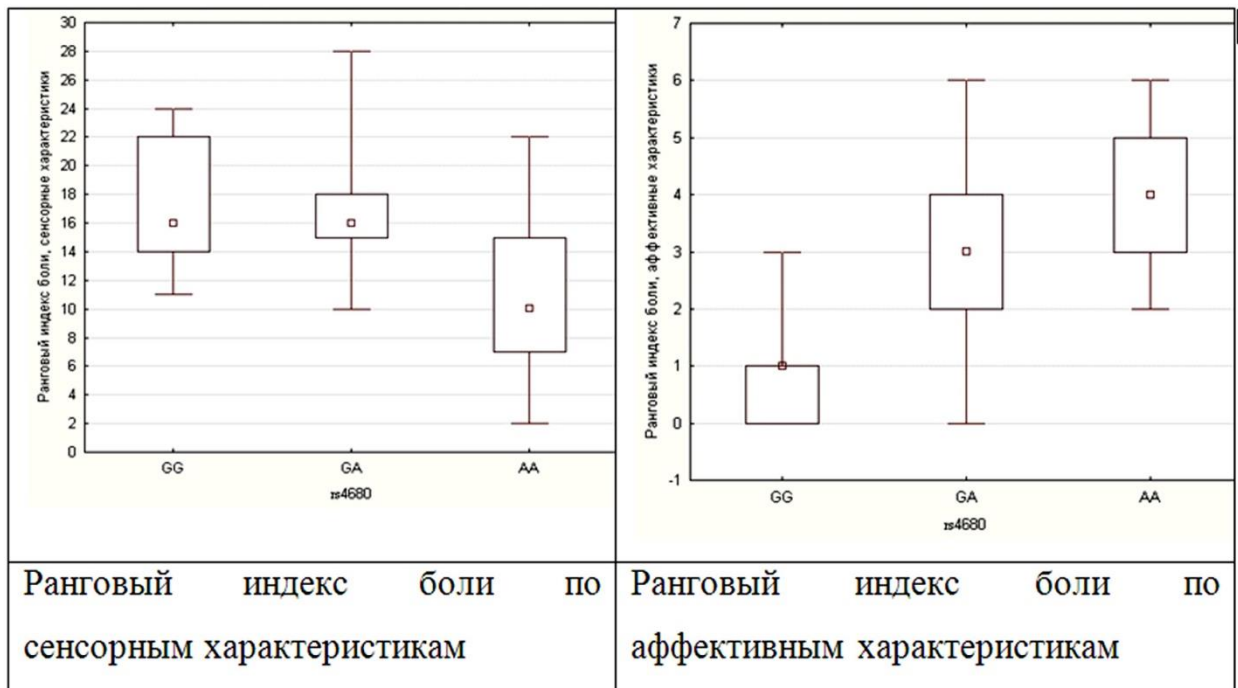 Ранговый индекс боли, сенсорные характеристики
30
28
26
24
22
20
18
16
14
12
10
8
6
4
2
0
GG GA AA
rs4680
Ранговый индекс боли, аффективные характеристики
7
6
5
4
3
2
1
0
-1
GG GA AA
rs4680
Ранговый индекс боли по
сенсорным характеристикам
Ранговый индекс боли по
аффективным характеристикам